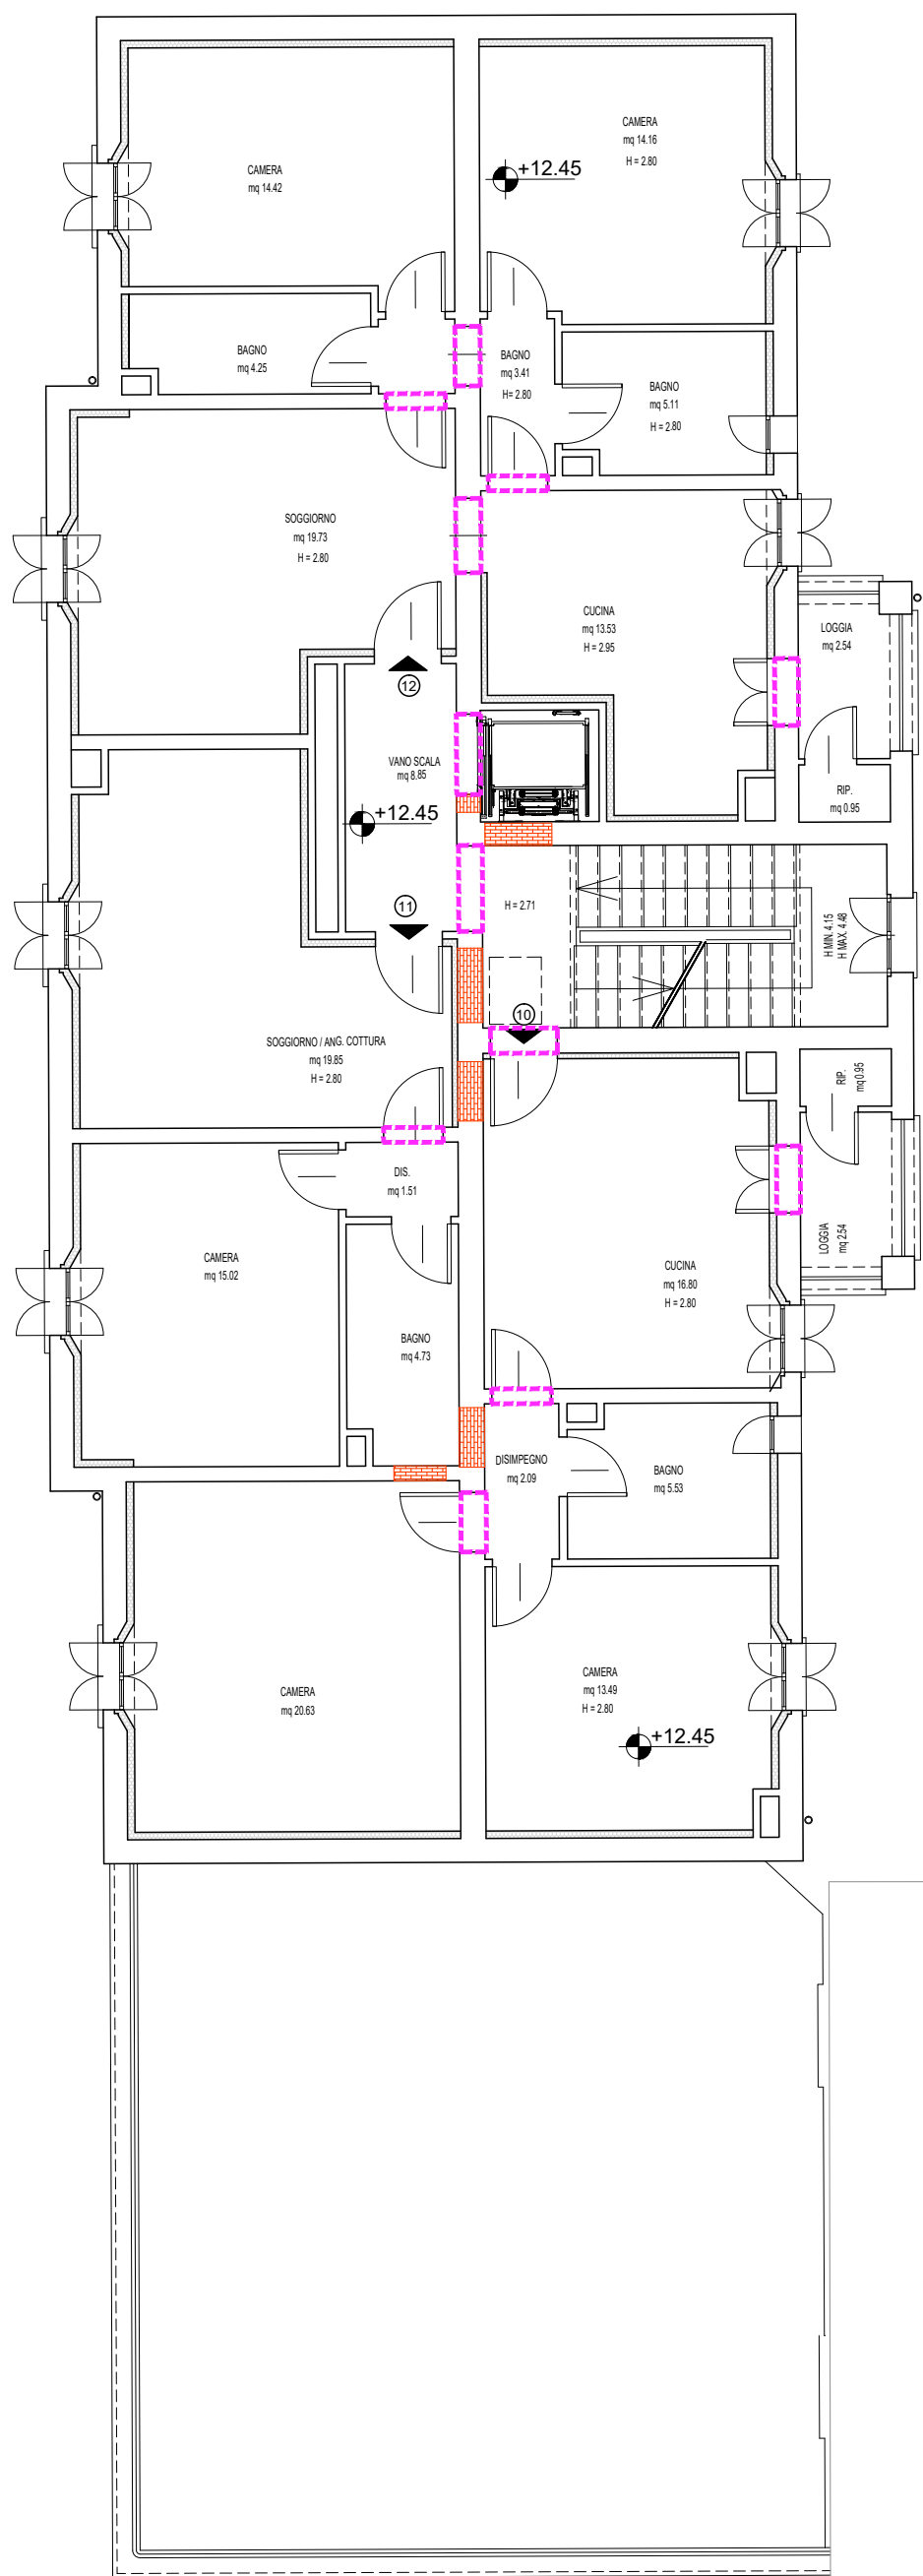 CAMERA
mq 14.16
H = 2.80
+12.45
CAMERA
mq 14.42
BAGNO
mq 4.25
BAGNO
mq 3.41
H= 2.80
BAGNO
mq 5.11
H = 2.80
SOGGIORNO
mq 19.73
H = 2.80
CUCINA
mq 13.53
H = 2.95
LOGGIA
mq 2.54
12
VANO SCALA
mq 8.85
+12.45
RIP.
mq 0.95
11
H = 2.71
H MIN. 4.15
H MAX. 4.48
10
SOGGIORNO / ANG. COTTURA
mq 19.85
H = 2.80
RIP.
mq 0.95
DIS.
mq 1.51
LOGGIA
mq 2.54
CAMERA
mq 15.02
CUCINA
mq 16.80
H = 2.80
BAGNO
mq 4.73
DISIMPEGNO
mq 2.09
BAGNO
mq 5.53
CAMERA
mq 20.63
CAMERA
mq 13.49
H = 2.80
+12.45